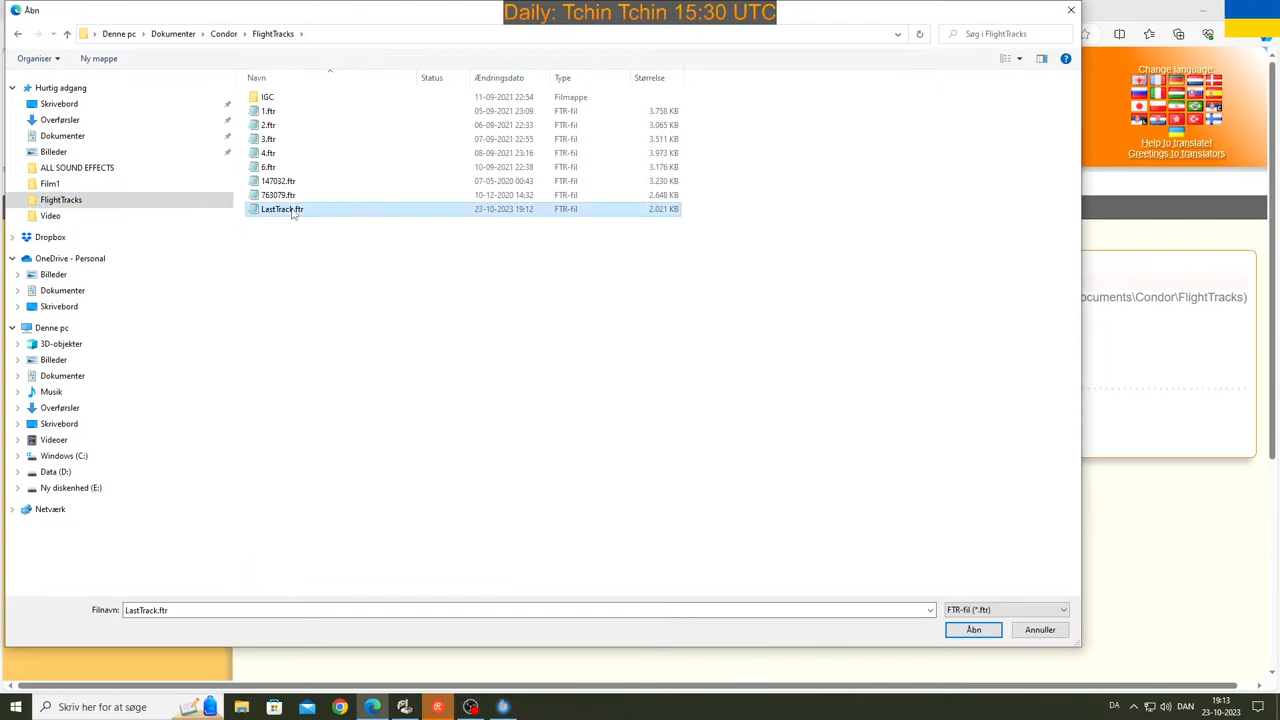 Åbn
Daily: Tchin Tchin 15:30 UTC
Denne pc > Dokumenter > Condor > FlightTracks >
Søg i FlightTracks
Organiser
Ny mappe
Navn Status Ændringsdato Type Størrelse
Hurtig adgang
Skrivebord
Overførsler
Dokumenter
Billeder
ALL SOUND EFFECTS
Film1
FlightTracks
Video
Dropbox
OneDrive - Personal
Billeder
Dokumenter
Skrivebord
Denne pc
3D-objekter
Billeder
Dokumenter
Musik
Overførsler
Skrivebord
Videoer
Windows (C:)
Data (D:)
Ny diskenhed (E:)
Netværk
IGC 11-09-2021 22:54 Filmappe
1.ftr 05-09-2021 23:09 FTR-fil 3.758 KB
2.ftr 06-09-2021 22:33 FTR-fil 3.065 KB
3.ftr 07-09-2021 22:55 FTR-fil 3.511 KB
4.ftr 08-09-2021 23:16 FTR-fil 3.973 KB
6.ftr 10-09-2021 22:38 FTR-fil 3.176 KB
147032.ftr 07-05-2020 00:43 FTR-fil 3.230 KB
763079.ftr 10-12-2020 14:32 FTR-fil 2.648 KB
LastTrack.ftr 23-10-2023 19:12 FTR-fil 2.021 KB
Change language:
Help to translate!
Greetings to translators
ocuments\Condor\FlightTracks)
Filnavn: LastTrack.ftr
FTR-fil (*.ftr)
Åbn
Annuller
Skriv her for at søge
DA
DAN
19:13
23-10-2023